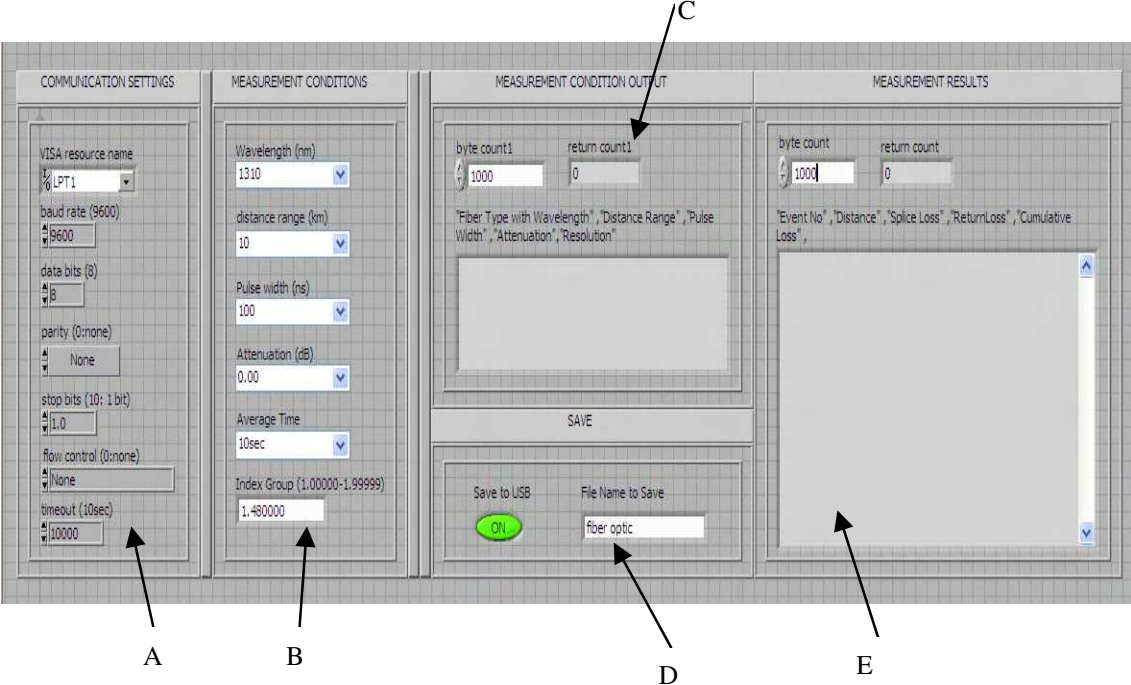 C
COMMUNICATION SETTINGS
VISA resource name
I/O LPT1
baud rate (9600)
9600
data bits (8)
8
parity (0:none)
None
stop bits (10: 1 bit)
1.0
flow control (0:none)
None
timeout (10sec)
10000
MEASUREMENT CONDITIONS
Wavelength (nm)
1310
distance range (km)
10
Pulse width (ns)
100
Attenuation (dB)
0.00
Average Time
10sec
Index Group (1.00000-1.99999)
1.480000
MEASUREMENT CONDITION OUTPUT
byte count1 return count1
1000 0
"Fiber Type with Wavelength" ,"Distance Range" ,"Pulse
Width" ,"Attenuation","Resolution"
SAVE
Save to USB File Name to Save
ON fiber optic
MEASUREMENT RESULTS
byte count return count
1000 0
"Event No" ,"Distance" ,"Splice Loss" ,"ReturnLoss" ,"Cumulative
Loss" ,
A B D E